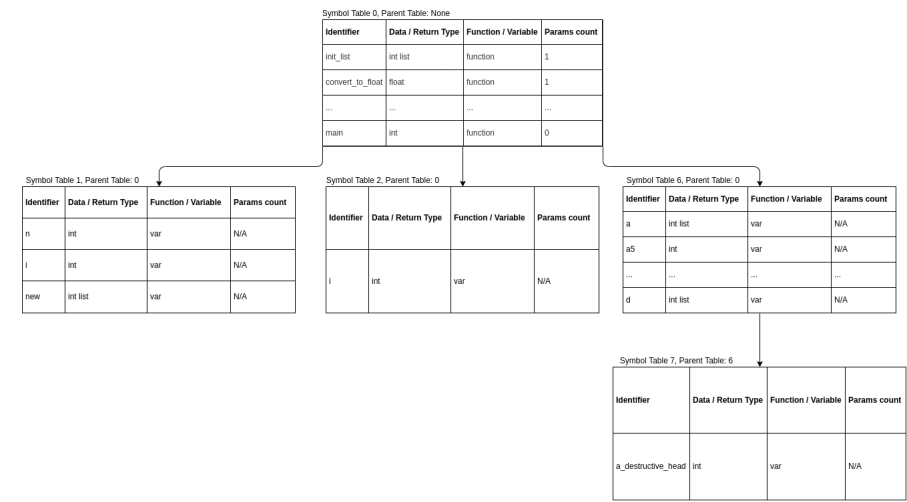 Symbol Table 0, Parent Table: None
Identifier Data / Return Type Function / Variable Params count
init_list int list function 1
convert_to_float float function 1
... ... ... ...
main int function 0
Symbol Table 1, Parent Table: 0
Identifier Data / Return Type Function / Variable Params count
n int var N/A
i int var N/A
new int list var N/A
Symbol Table 2, Parent Table: 0
Identifier Data / Return Type Function / Variable Params count
i int var N/A
Symbol Table 6, Parent Table: 0
Identifier Data / Return Type Function / Variable Params count
a int list var N/A
a5 int var N/A
... ... ... ...
d int list var N/A
Symbol Table 7, Parent Table: 6
Identifier Data / Return Type Function / Variable Params count
a_destructive_head int var N/A